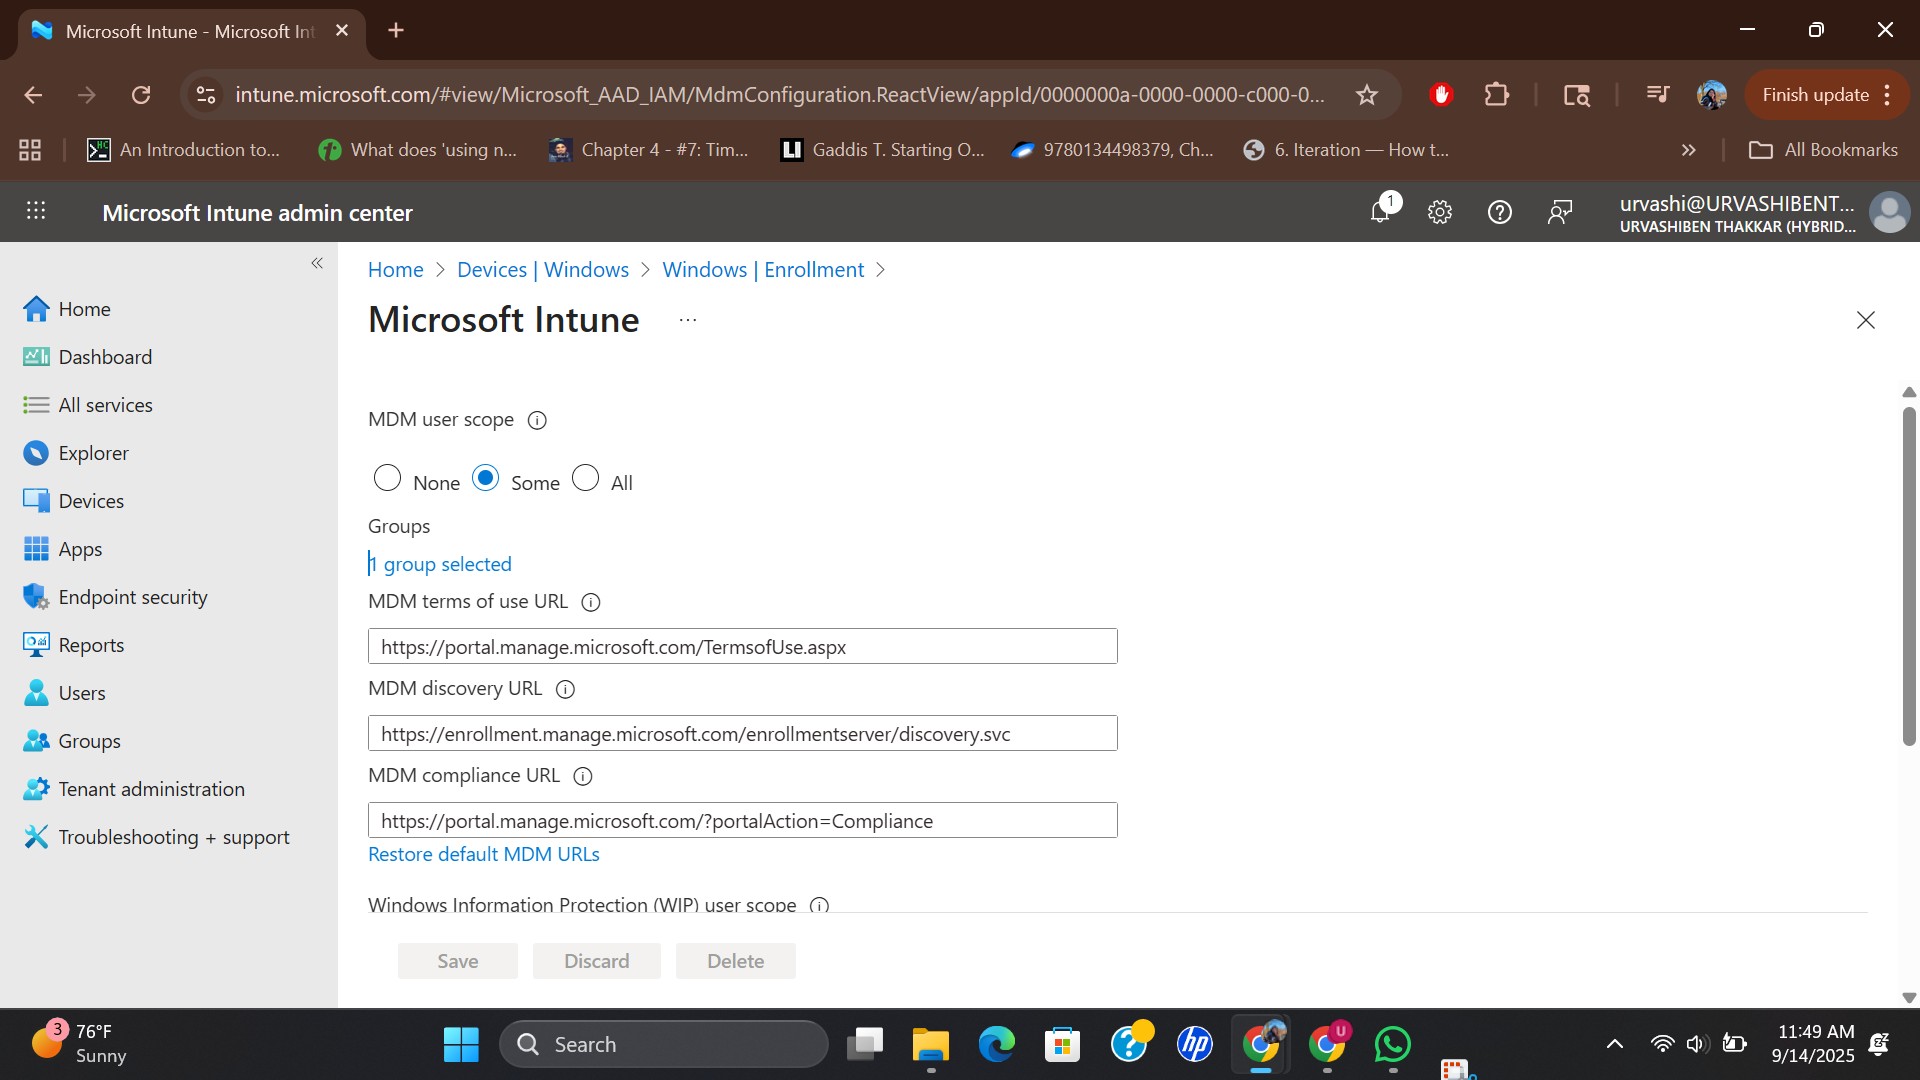 Microsoft Intune - Microsoft Int
intune.microsoft.com/#view/Microsoft_AAD_IAM/MdmConfiguration.ReactView/appId/0000000a-0000-0000-c000-0...
Finish update
An Introduction to...
What does 'using n...
Chapter 4 - #7: Tim...
Gaddis T. Starting O...
9780134498379, Ch...
6. Iteration — How t...
All Bookmarks
Microsoft Intune admin center
1
urvashi@URVASHIBENT...
URVASHIBEN THAKKAR (HYBRID...
Home
Dashboard
All services
Explorer
Devices
Apps
Endpoint security
Reports
Users
Groups
Tenant administration
Troubleshooting + support
Home > Devices | Windows > Windows | Enrollment >
Microsoft Intune ...
MDM user scope
None Some All
Groups
1 group selected
MDM terms of use URL
https://portal.manage.microsoft.com/TermsofUse.aspx
MDM discovery URL
https://enrollment.manage.microsoft.com/enrollmentserver/discovery.svc
MDM compliance URL
https://portal.manage.microsoft.com/?portalAction=Compliance
Restore default MDM URLs
Windows Information Protection (WIP) user scope
Save Discard Delete
3
76°F
Sunny
Search
hp
U
11:49 AM
9/14/2025